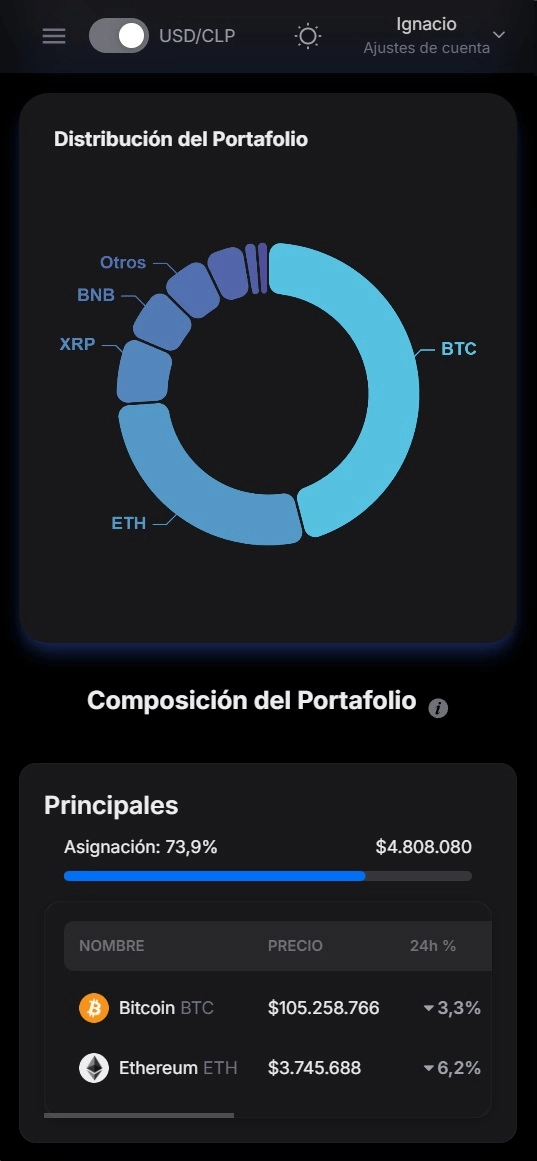 USD/CLP
Ignacio
Ajustes de cuenta
Distribución del Portafolio
Otros
BNB
XRP
BTC
ETH
Composición del Portafolio
Principales
Asignación: 73,9% $4.808.080
NOMBRE PRECIO 24h %
Bitcoin BTC $105.258.766 3,3%
Ethereum ETH $3.745.688 6,2%